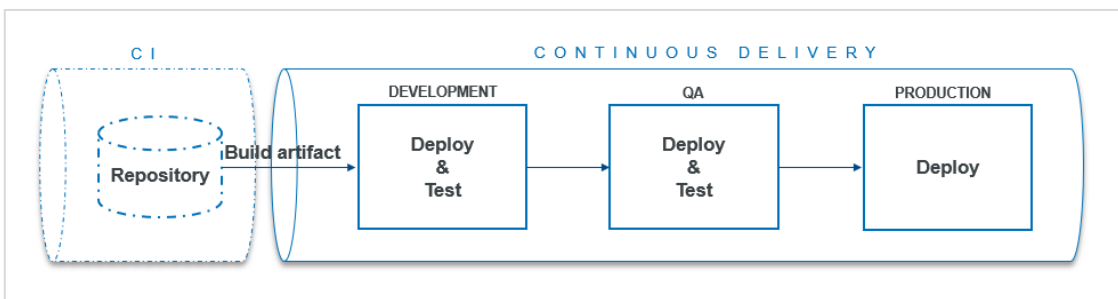 CI
CONTINUOUS DELIVERY
DEVELOPMENT
QA
PRODUCTION
Repository
Build artifact
Deploy
&
Test
Deploy
&
Test
Deploy